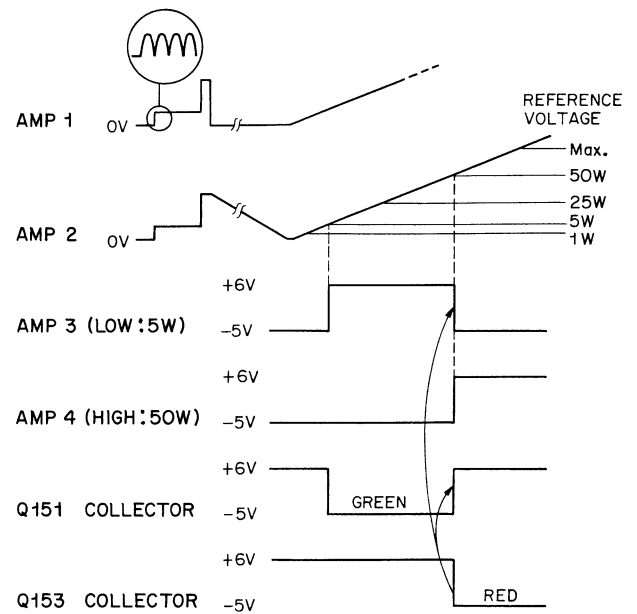 AMP 1 0V
REFERENCE
VOLTAGE
Max.
50W
25W
5W
1W
AMP 2 0V
+6V
AMP 3 (LOW:5W) -5V
+6V
AMP 4 (HIGH:50W) -5V
+6V
Q151 COLLECTOR -5V GREEN
+6V
Q153 COLLECTOR -5V RED